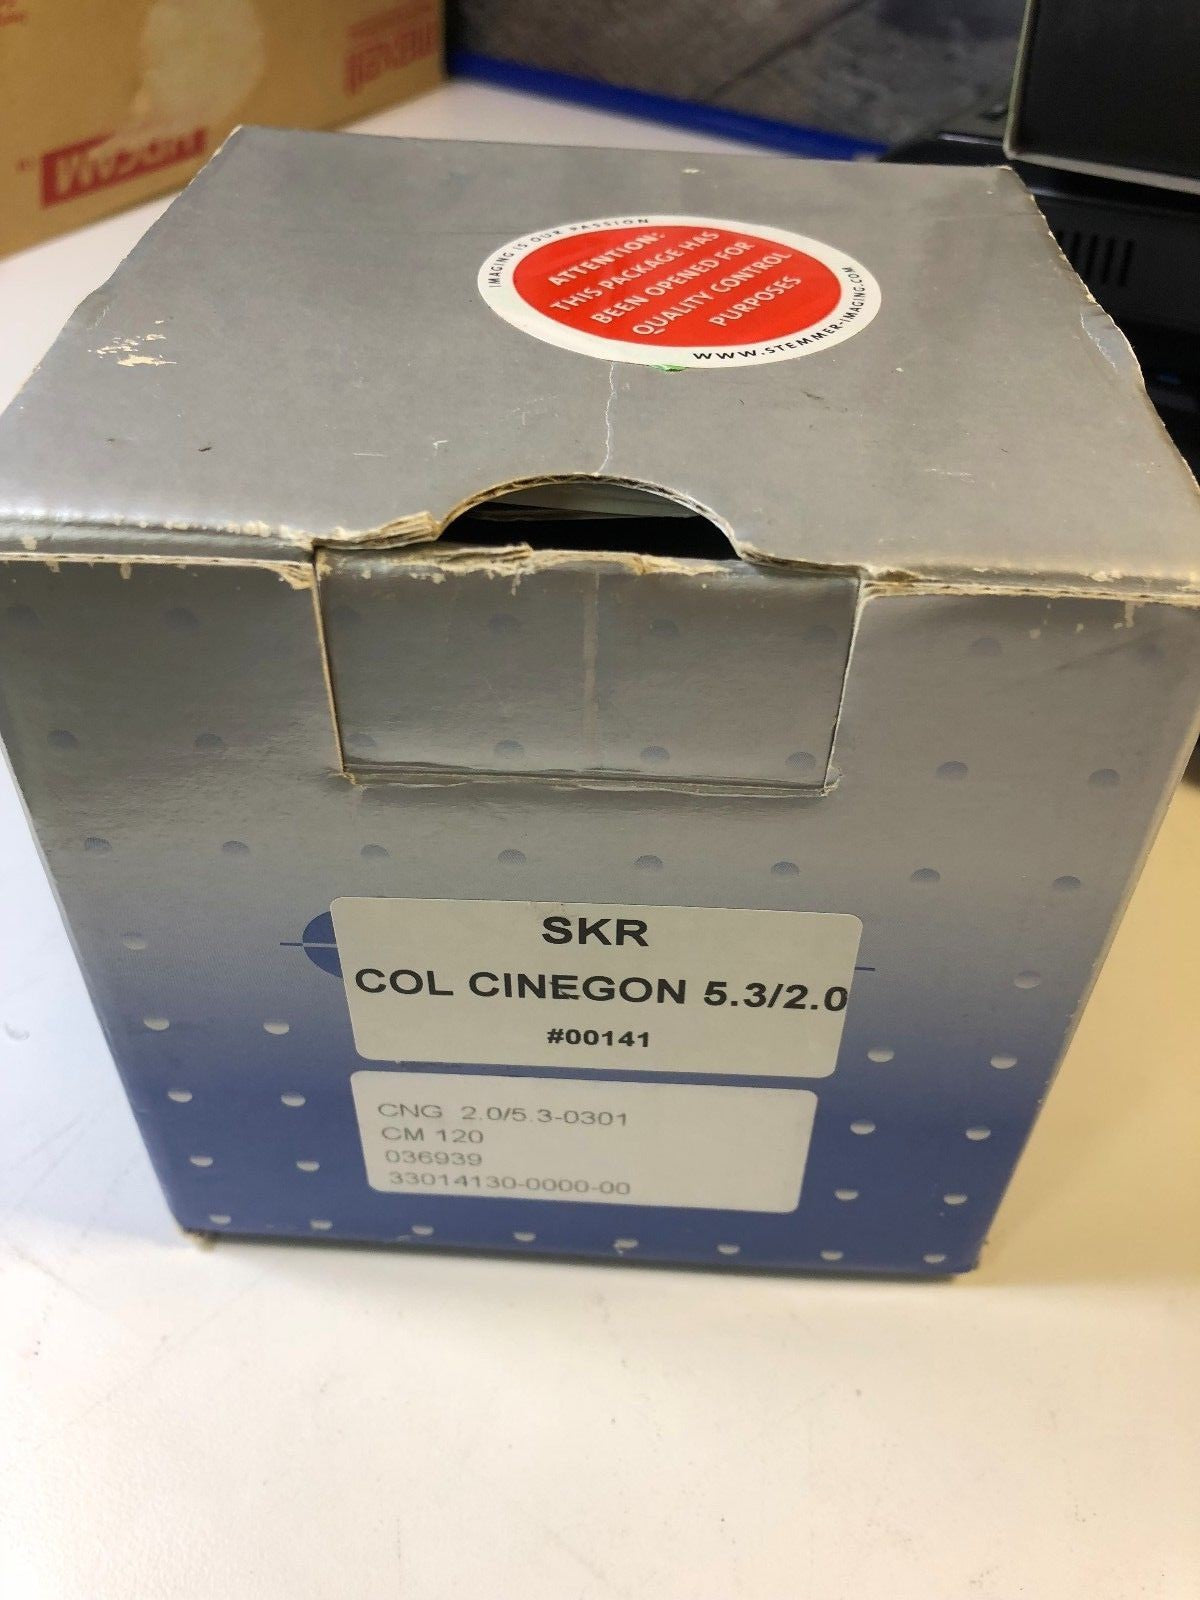 IMAGING IS OUR PASSION
ATTENTION:
THIS PACKAGE HAS
BEEN OPENED FOR
QUALITY CONTROL
PURPOSES
WWW.STEMMER-IMAGING.COM
SKR
COL CINEGON 5.3/2.0
#00141
CNG 2.0/5.3-0301
CM 120
036939
33014130-0000-00